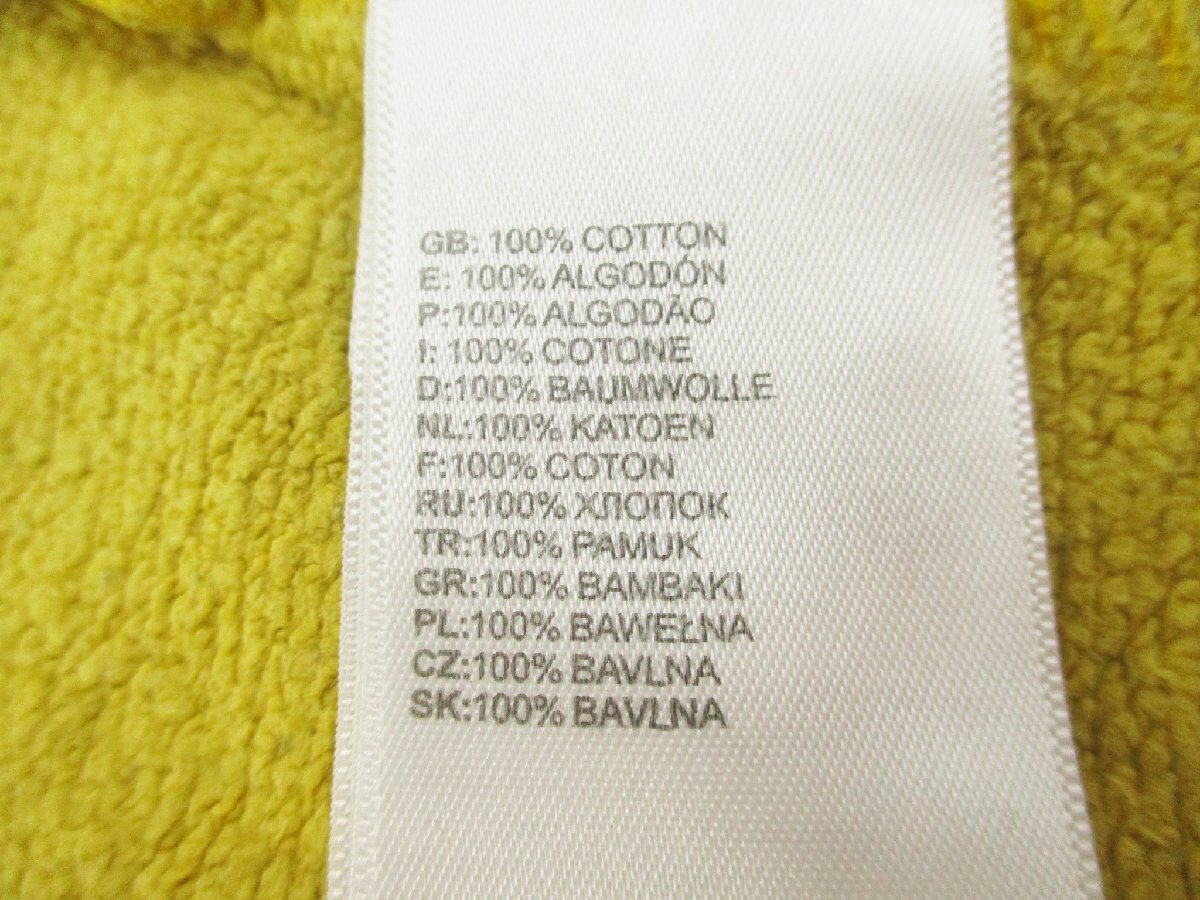 GB: 100% COTTON
E: 100% ALGODÓN
P:100% ALGODÃO
I: 100% COTONE
D:100% BAUMWOLLE
NL:100% KATOEN
F:100% COTON
RU:100% ХЛОПОК
TR:100% PAMUK
GR:100% BAMBAKI
PL:100% BAWEŁNA
CZ:100% BAVLNA
SK:100% BAVLNA